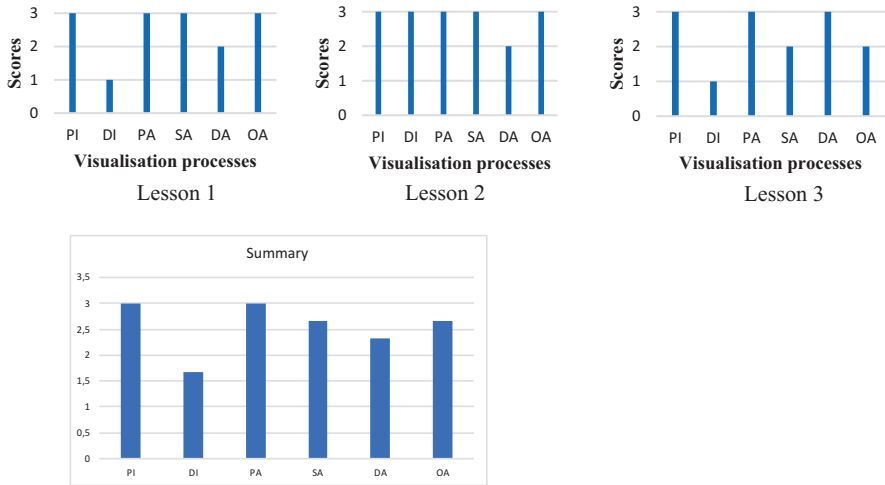 3
2
1
0
Scores
PI DI PA SA DA OA
Visualisation processes
Lesson 1
3
2
1
0
Scores
PI DI PA SA DA OA
Visualisation processes
Lesson 2
3
2
1
0
Scores
PI DI PA SA DA OA
Visualisation processes
Lesson 3
Summary
3,5
3
2,5
2
1,5
1
0,5
0
PI DI PA SA DA OA